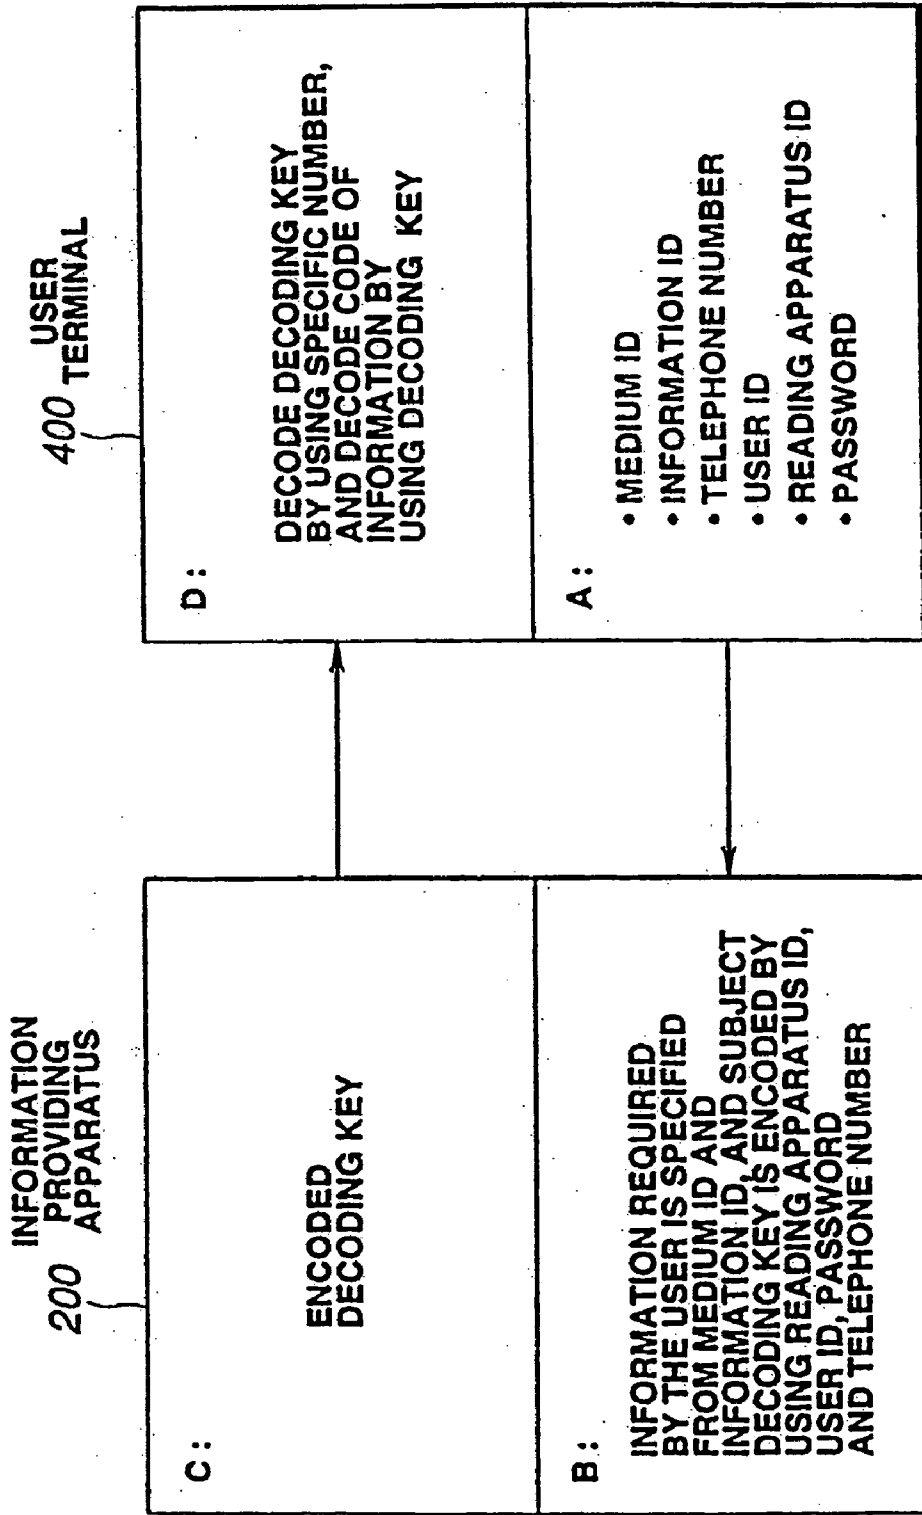 INFORMATION
PROVIDING
APPARATUS
200
C :
ENCODED
DECODING KEY
B :
INFORMATION REQUIRED
BY THE USER IS SPECIFIED
FROM MEDIUM ID AND
INFORMATION ID, AND SUBJECT
DECODING KEY IS ENCODED BY
USING READING APPARATUS ID,
USER ID, PASSWORD
AND TELEPHONE NUMBER
USER
TERMINAL
400
D :
DECODE DECODING KEY
BY USING SPECIFIC NUMBER,
AND DECODE CODE OF
INFORMATION BY
USING DECODING KEY
A :
• MEDIUM ID
• INFORMATION ID
• TELEPHONE NUMBER
• USER ID
• READING APPARATUS ID
• PASSWORD